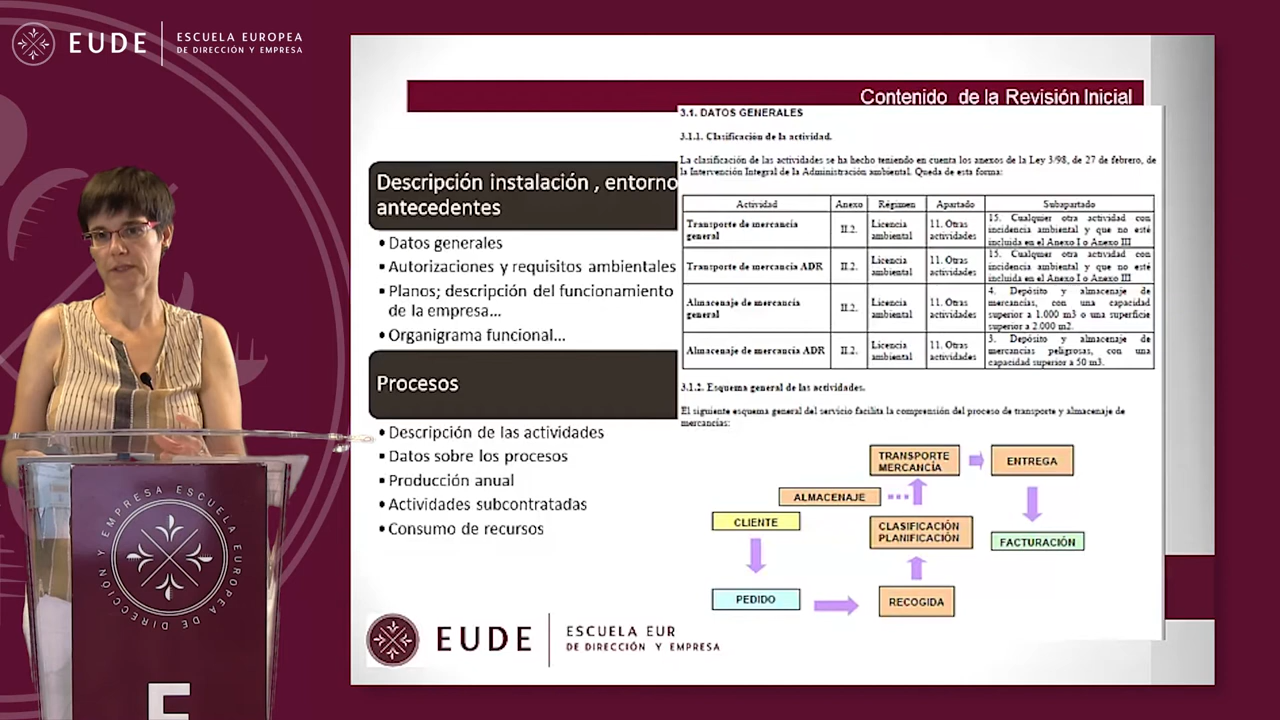 EUDE
ESCUELA EUROPEA
DE DIRECCIÓN Y EMPRESA
Contenido de la Revisión Inicial
Descripción instalación , entorno
antecedentes
• Datos generales
• Autorizaciones y requisitos ambientales
• Planos; descripción del funcionamiento
de la empresa...
• Organigrama funcional...
Procesos
• Descripción de las actividades
• Datos sobre los procesos
• Producción anual
• Actividades subcontratadas
• Consumo de recursos
3.1. DATOS GENERALES
3.1.1. Clasificación de la actividad.
La clasificación de las actividades se ha hecho teniendo en cuenta los anexos de la Ley 3/98, de 27 de febrero, de
la Intervención Integral de la Administración ambiental. Queda de esta forma:
Actividad Anexo Régimen Apartado Subapartado
Transporte de mercancía
general
II.2.
Licencia
ambiental
11. Otras
actividades
15. Cualquier otra actividad con
incidencia ambiental y que no esté
incluida en el Anexo I o Anexo III
Transporte de mercancía ADR
II.2.
Licencia
ambiental
11. Otras
actividades
15. Cualquier otra actividad con
incidencia ambiental y que no esté
incluida en el Anexo I o Anexo III
Almacenaje de mercancía
general
II.2.
Licencia
ambiental
11. Otras
actividades
4. Depósito y almacenaje de
mercancías, con una capacidad
superior a 1.000 m3 o una superficie
superior a 2.000 m2.
Almacenaje de mercancía ADR
II.2.
Licencia
ambiental
11. Otras
actividades
3. Depósito y almacenaje de
mercancías peligrosas, con una
capacidad superior a 50 m3.
3.1.2. Esquema general de las actividades.
El siguiente esquema general del servicio facilita la comprensión del proceso de transporte y almacenaje de
mercancías:
TRANSPORTE
MERCANCÍA
ENTREGA
ALMACENAJE
CLIENTE
CLASIFICACIÓN
PLANIFICACIÓN
FACTURACIÓN
PEDIDO
RECOGIDA
EUDE
ESCUELA EUR
DE DIRECCIÓN Y EMPRESA
ESCUELA EUROPEA DE DIRECCIÓN Y EMPRESA
E